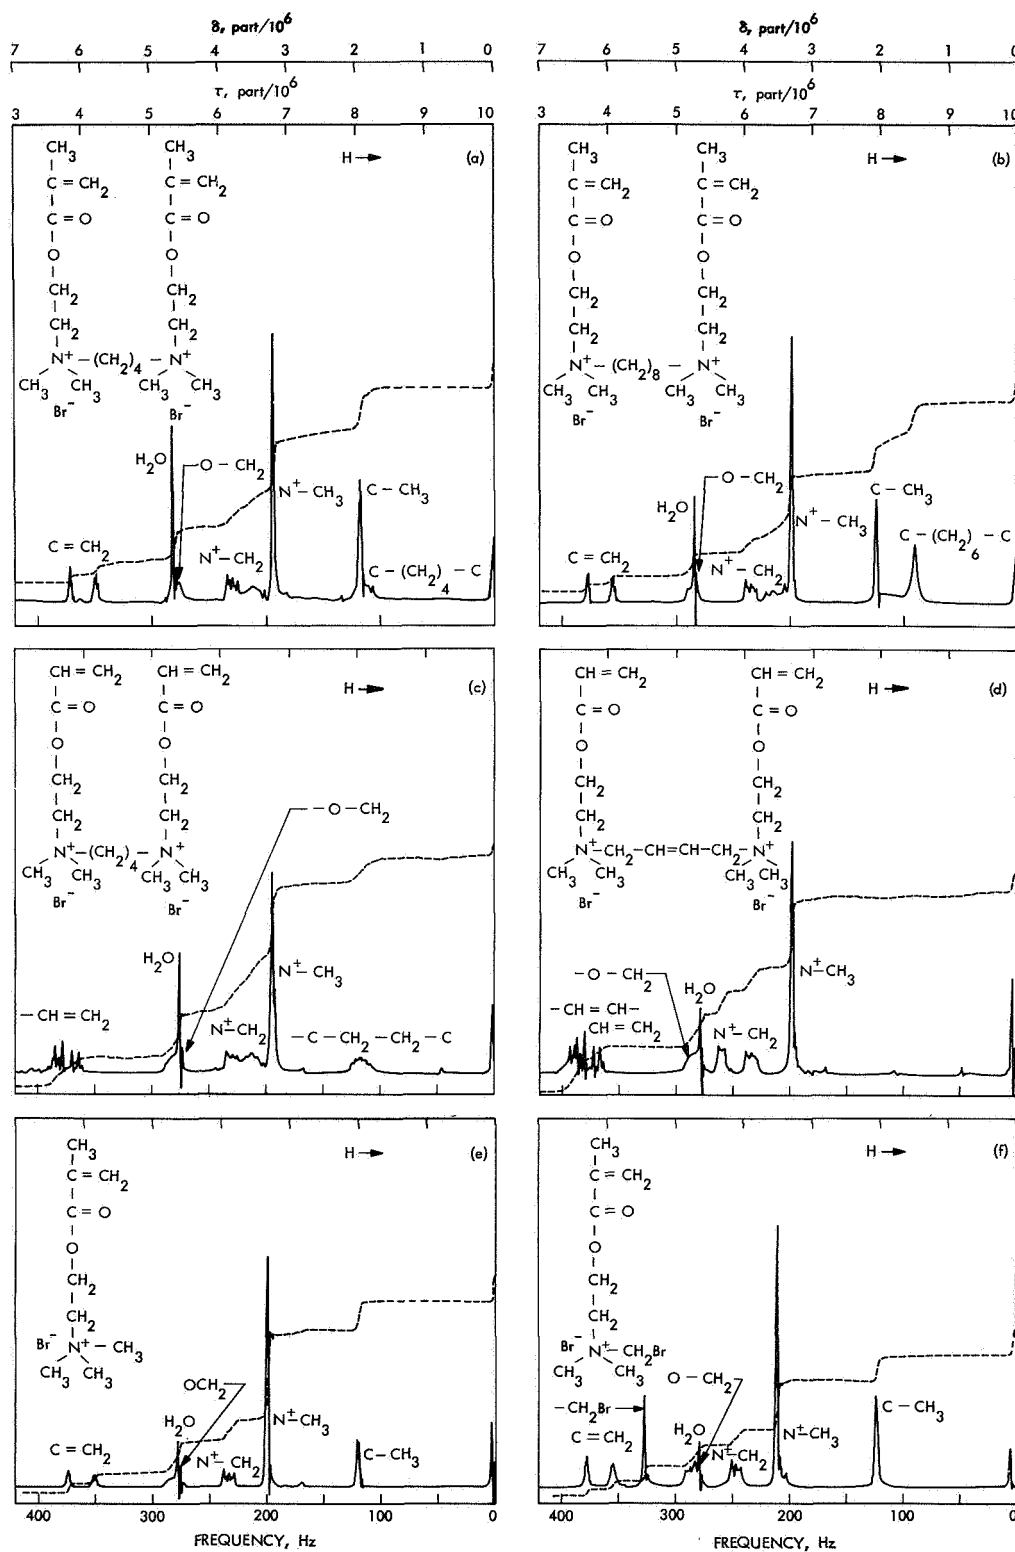 δ, part/10^6
7 6 5 4 3 2 1 0
τ, part/10^6
3 4 5 6 7 8 9 10
H → (a)
CH3 CH3
C = CH2 C = CH2
C = O C = O
O O
CH2 CH2
CH2 CH2
N+ – (CH2)4 – N+
CH3 CH3 CH3 CH3
Br– Br–
H2O
O – CH2
N+ – CH3
C – CH3
C = CH2
N+ – CH2
C – (CH2)4 – C
δ, part/10^6
7 6 5 4 3 2 1 0
τ, part/10^6
3 4 5 6 7 8 9 10
H → (b)
CH3 CH3
C = CH2 C = CH2
C = O C = O
O O
CH2 CH2
CH2 CH2
N+ – (CH2)8 – N+
CH3 CH3 CH3 CH3
Br– Br–
O – CH2
H2O
N+ – CH3
C – CH3
C – (CH2)6 – C
C = CH2
N+ – CH2
H → (c)
CH = CH2 CH = CH2
C = O C = O
O O
CH2 CH2
CH2 CH2
N+ – (CH2)4 – N+
CH3 CH3 CH3 CH3
Br– Br–
– O – CH2
H2O
N+ – CH3
– CH = CH2
N+ – CH2
– C – CH2 – CH2 – C
H → (d)
CH = CH2 CH = CH2
C = O C = O
O O
CH2 CH2
CH2 CH2
N+ – CH2 – CH = CH – CH2 – N+
CH3 CH3 CH3 CH3
Br– Br–
– O – CH2
H2O
N+ – CH3
– CH = CH –
CH = CH2
N+ – CH2
H → (e)
CH3
C = CH2
C = O
O
CH2
CH2
Br– N+ – CH3
CH3 CH3
OCH2
H2O
N+ – CH3
C = CH2
N+ – CH2
C – CH3
400 300 200 100 0
FREQUENCY, Hz
H → (f)
CH3
C = CH2
C = O
O
CH2
CH2
Br– N+ – CH2Br
CH3 CH3
O – CH2
– CH2Br
C – CH3
H2O
C = CH2
N+ – CH3
N+ – CH2
400 300 200 100 0
FREQUENCY, Hz